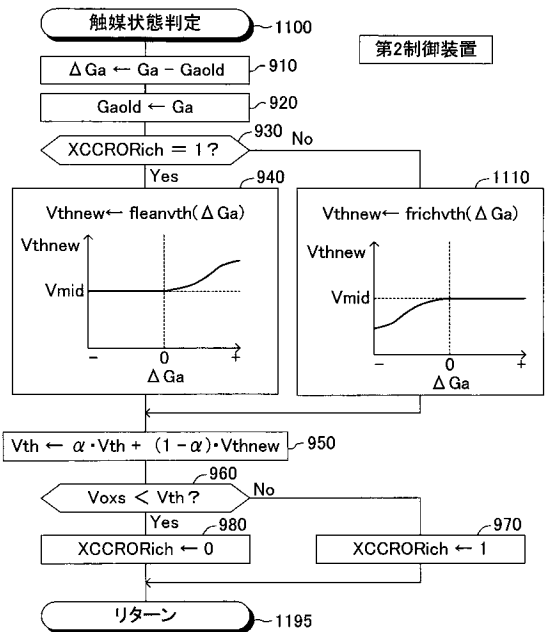 触媒状態判定
1100
第2制御装置
ΔGa ← Ga - Gaold
910
Gaold ← Ga
920
XCCRORich = 1?
930
No
Yes
940
Vthnew← fleanvth(ΔGa)
Vthnew
Vmid
- 0 +
ΔGa
1110
Vthnew← frichvth(ΔGa)
Vthnew
Vmid
- 0 +
ΔGa
Vth ← α・Vth + (1-α)・Vthnew
950
Voxs < Vth?
960
No
Yes
980
XCCRORich ← 0
970
XCCRORich ← 1
リターン
1195